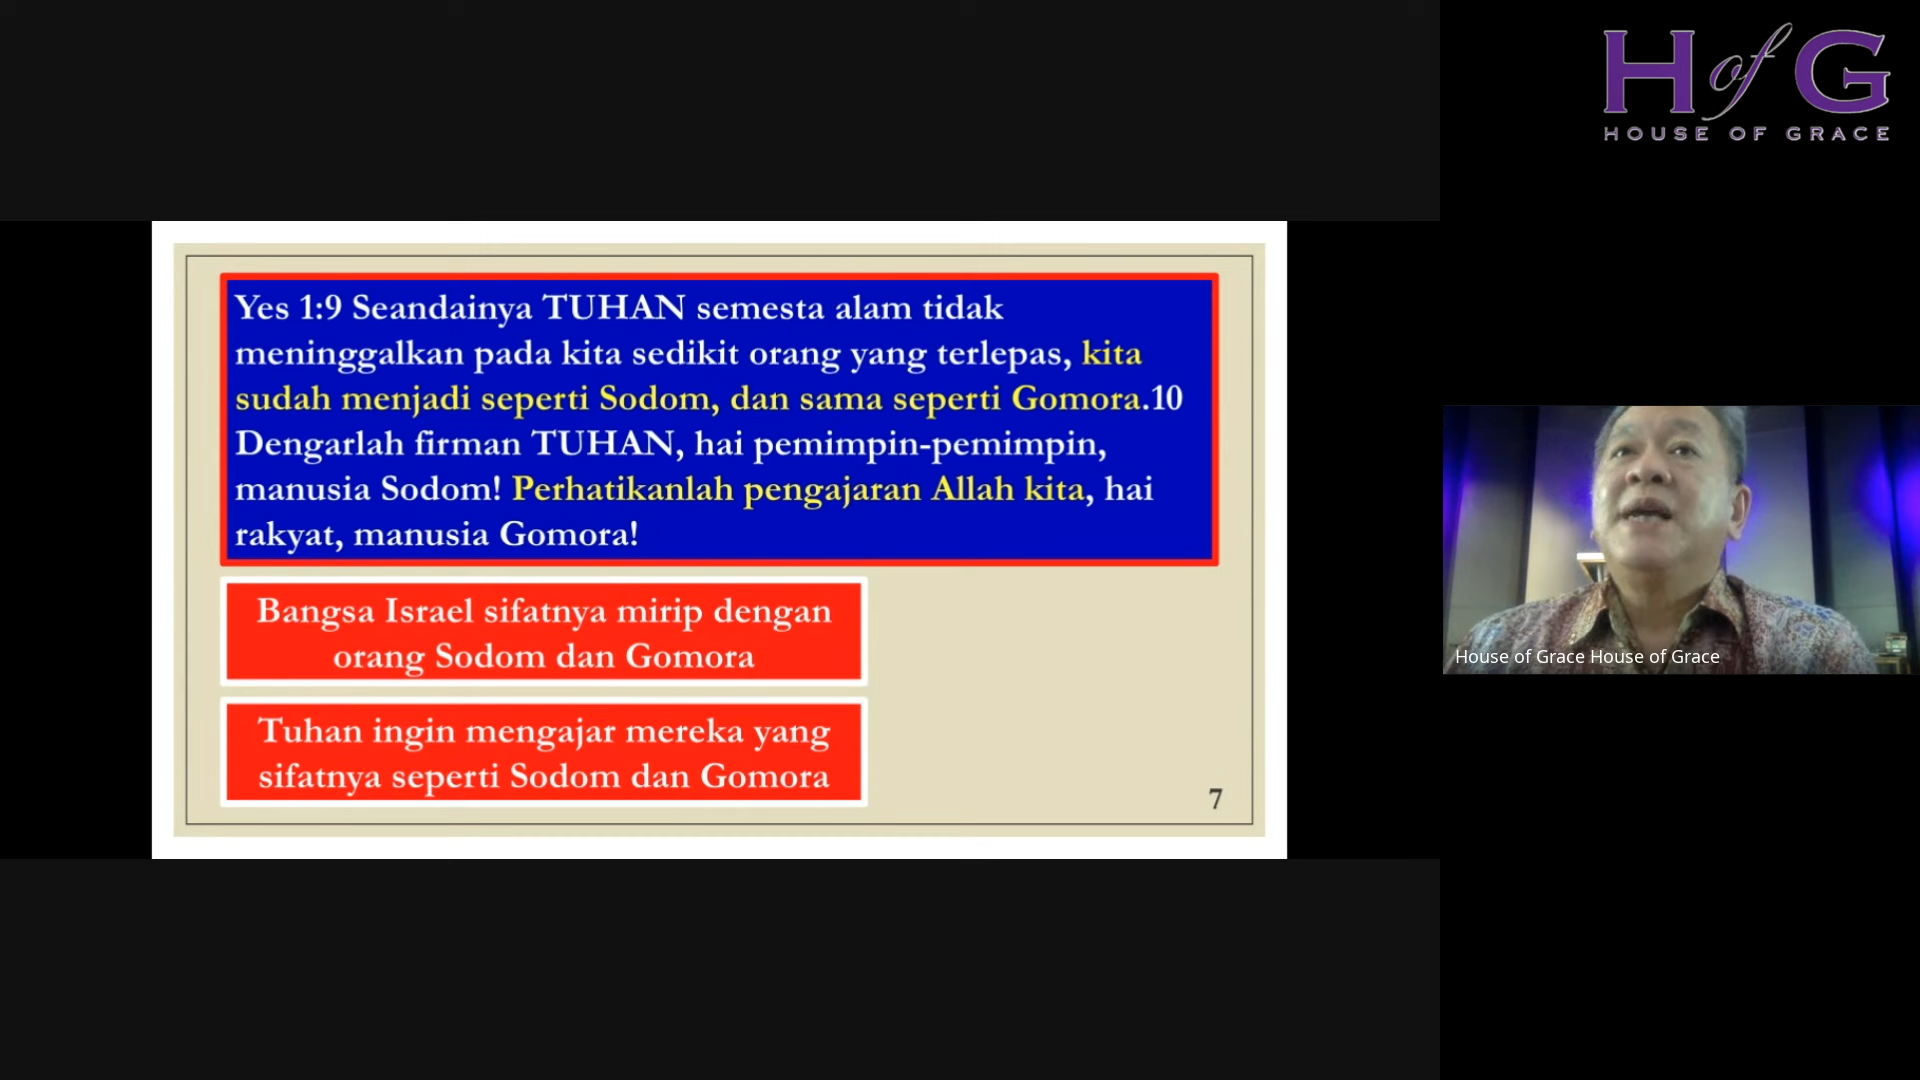 H of G
HOUSE OF GRACE
Yes 1:9 Seandainya TUHAN semesta alam tidak
meninggalkan pada kita sedikit orang yang terlepas, kita
sudah menjadi seperti Sodom, dan sama seperti Gomora.10
Dengarlah firman TUHAN, hai pemimpin-pemimpin,
manusia Sodom! Perhatikanlah pengajaran Allah kita, hai
rakyat, manusia Gomora!
Bangsa Israel sifatnya mirip dengan
orang Sodom dan Gomora
Tuhan ingin mengajar mereka yang
sifatnya seperti Sodom dan Gomora
7
House of Grace House of Grace